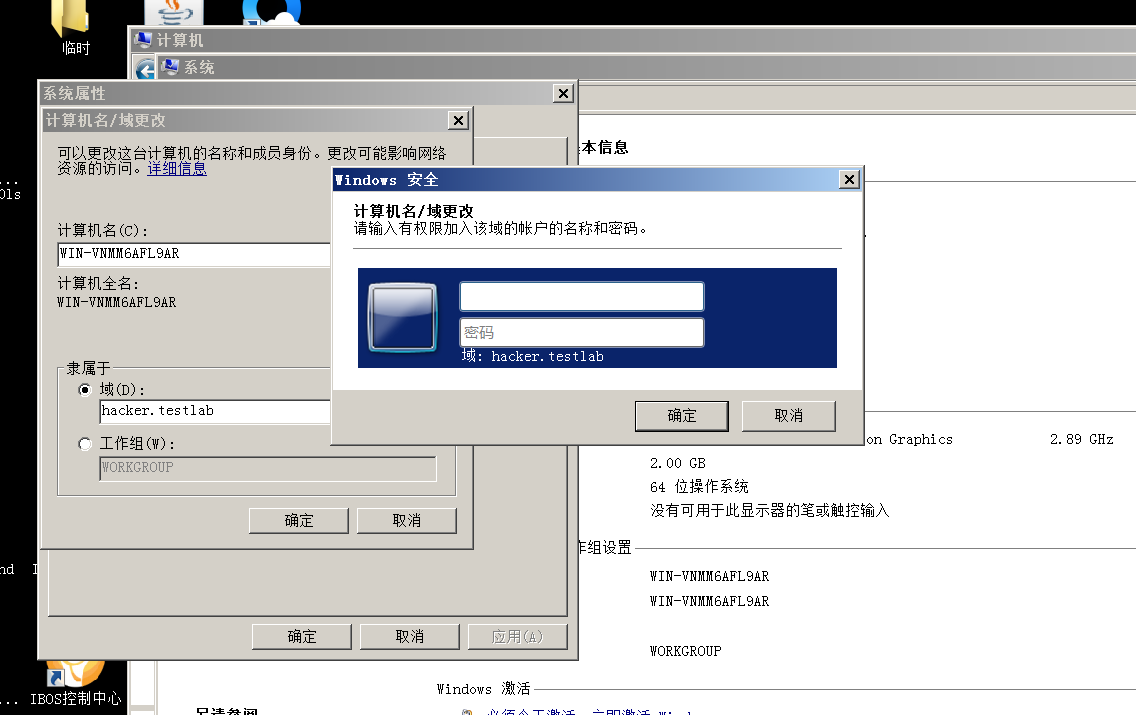 临时
计算机
系统
系统属性
计算机名/域更改
可以更改这台计算机的名称和成员身份。更改可能影响网络
资源的访问。详细信息
本信息
...
Ols
Windows 安全
计算机名/域更改
请输入有权限加入该域的帐户的名称和密码。
计算机名(C):
WIN-VNMM6AFL9AR
计算机全名:
WIN-VNMM6AFL9AR
密码
域: hacker.testlab
隶属于
域(D):
hacker.testlab
确定
取消
工作组(W):
WORKGROUP
on Graphics
2.89 GHz
2.00 GB
64 位操作系统
没有可用于此显示器的笔或触控输入
确定
取消
作组设置
nd
WIN-VNMM6AFL9AR
WIN-VNMM6AFL9AR
确定
取消
应用(A)
WORKGROUP
Windows 激活
... IBOS控制中心
另请参阅